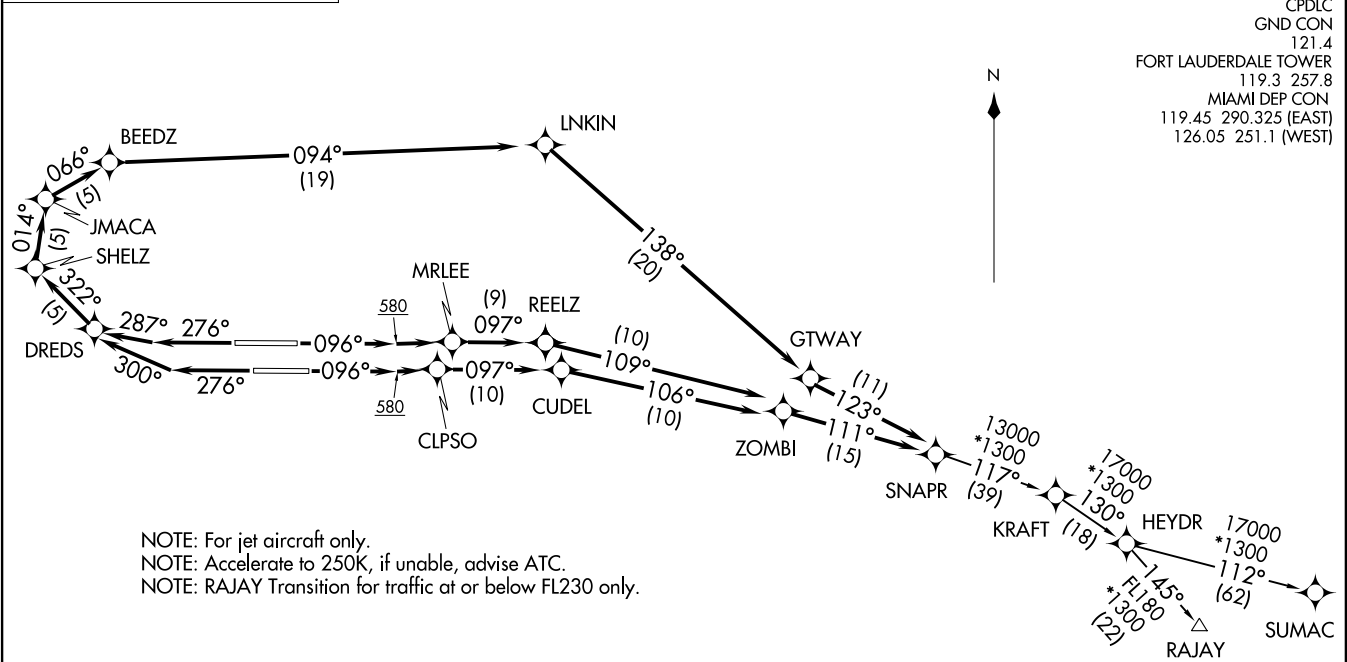 CPDLC
GND CON
121.4
FORT LAUDERDALE TOWER
119.3 257.8
MIAMI DEP CON
119.45 290.325 (EAST)
126.05 251.1 (WEST)
N
BEEDZ
LNKIN
066°
(5)
094°
(19)
JMACA
014°
(5)
SHELZ
138°
(20)
322°
(5)
MRLEE
(9)
REELZ
580
097°
(10)
109°
GTWAY
DREDS
287°
276°
096°
(11)
123°
300°
276°
096°
580
097°
(10)
CUDEL
106°
(10)
CLPSO
ZOMBI
111°
(15)
SNAPR
13000
*1300
117°
(39)
KRAFT
17000
*1300
130°
(18)
HEYDR
17000
*1300
112°
(62)
SUMAC
145°
FL180
*1300
(22)
RAJAY
NOTE: For jet aircraft only.
NOTE: Accelerate to 250K, if unable, advise ATC.
NOTE: RAJAY Transition for traffic at or below FL230 only.